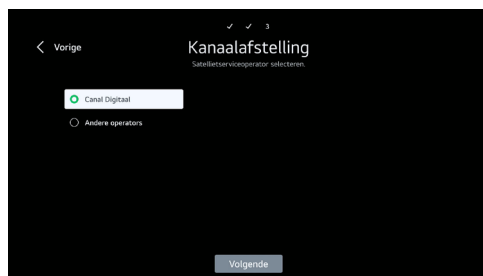 ✓ ✓ 3
Vorige
Kanaalafstelling
Satellietserviceoperator selecteren.
Canal Digitaal
Andere operators
Volgende